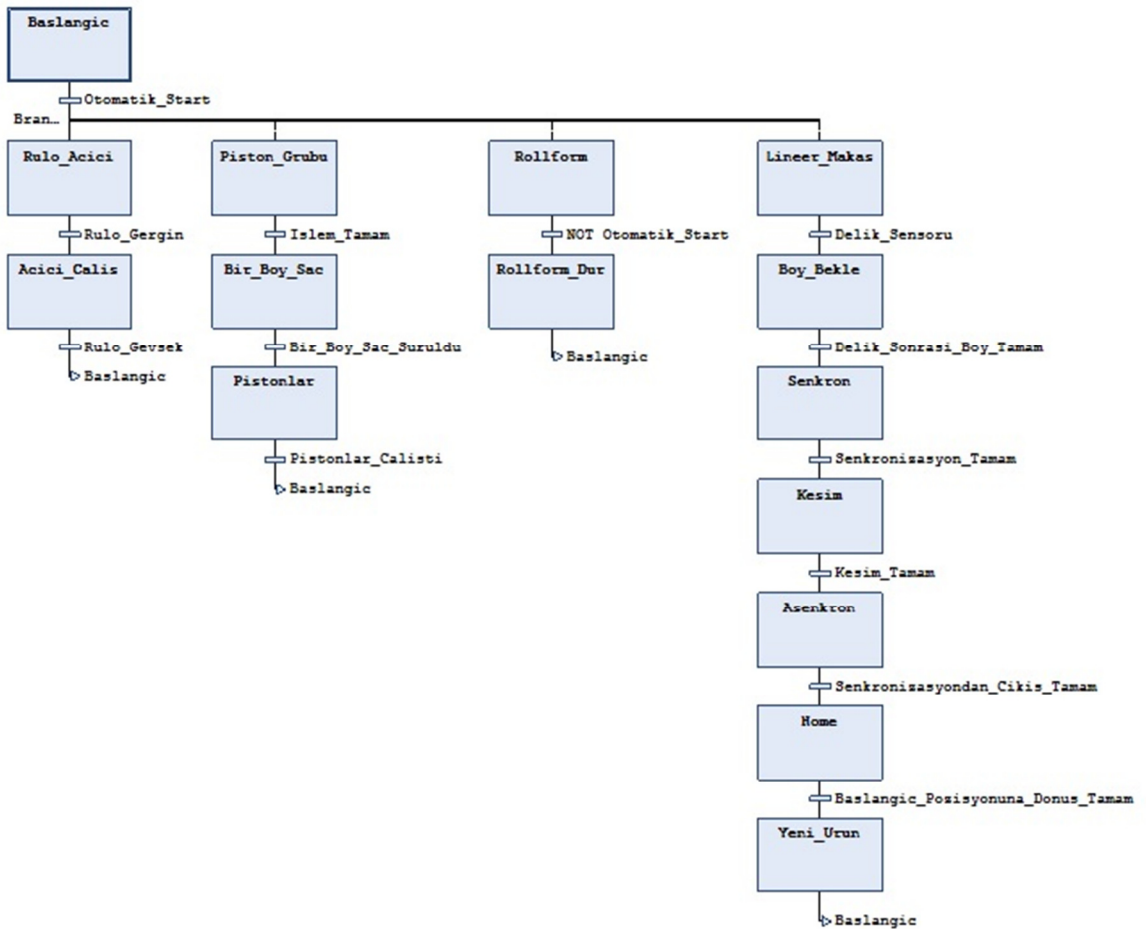 Baslangic
Otomatik_Start
Bran...
Rulo_Acici Piston_Grubu Rollform Lineer_Makas
Rulo_Gergin Islem_Tamam NOT Otomatik_Start Delik_Sensoru
Acici_Calis Bir_Boy_Sac Rollform_Dur Boy_Bekle
Rulo_Gevsek Bir_Boy_Sac_Suruldu Delik_Sonrasi_Boy_Tamam
Baslangic
Baslangic
Pistonlar Senkron
Pistonlar_Calisti Senkronizasyon_Tamam
Baslangic
Kesim
Kesim_Tamam
Asenkron
Senkronizasyondan_Cikis_Tamam
Home
Baslangic_Pozisyonuna_Donus_Tamam
Yeni_Urun
Baslangic